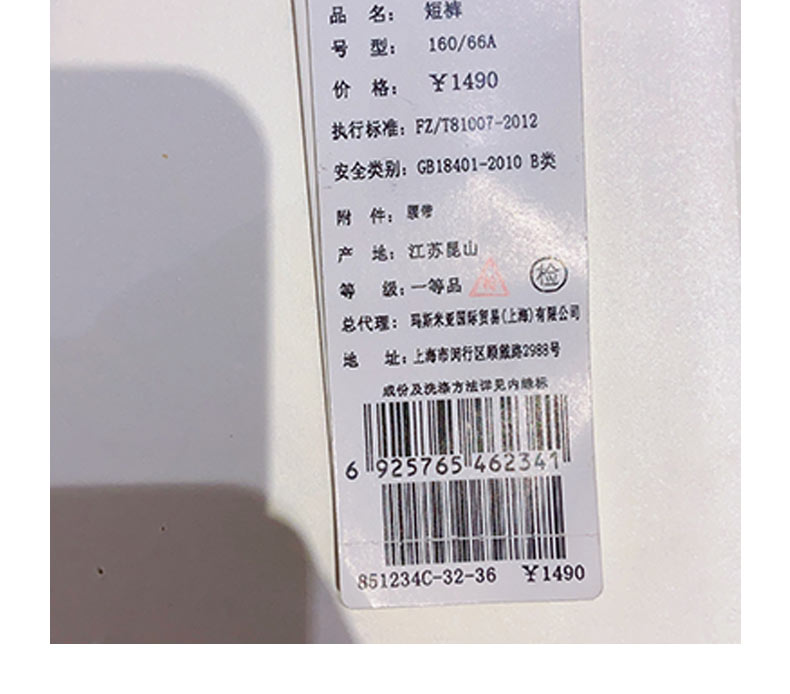 品 名: 短裤
号 型: 160/66A
价 格: ￥1490
执行标准: FZ/T81007-2012
安全类别: GB18401-2010 B类
附 件: 腰带
产 地: 江苏昆山
等 级: 一等品
检
总代理: 玛斯米亚国际贸易(上海)有限公司
地 址: 上海市闵行区顾戴路2988号
成份及洗涤方法详见内缝标
6 925765 462341
851234C-32-36 ￥1490